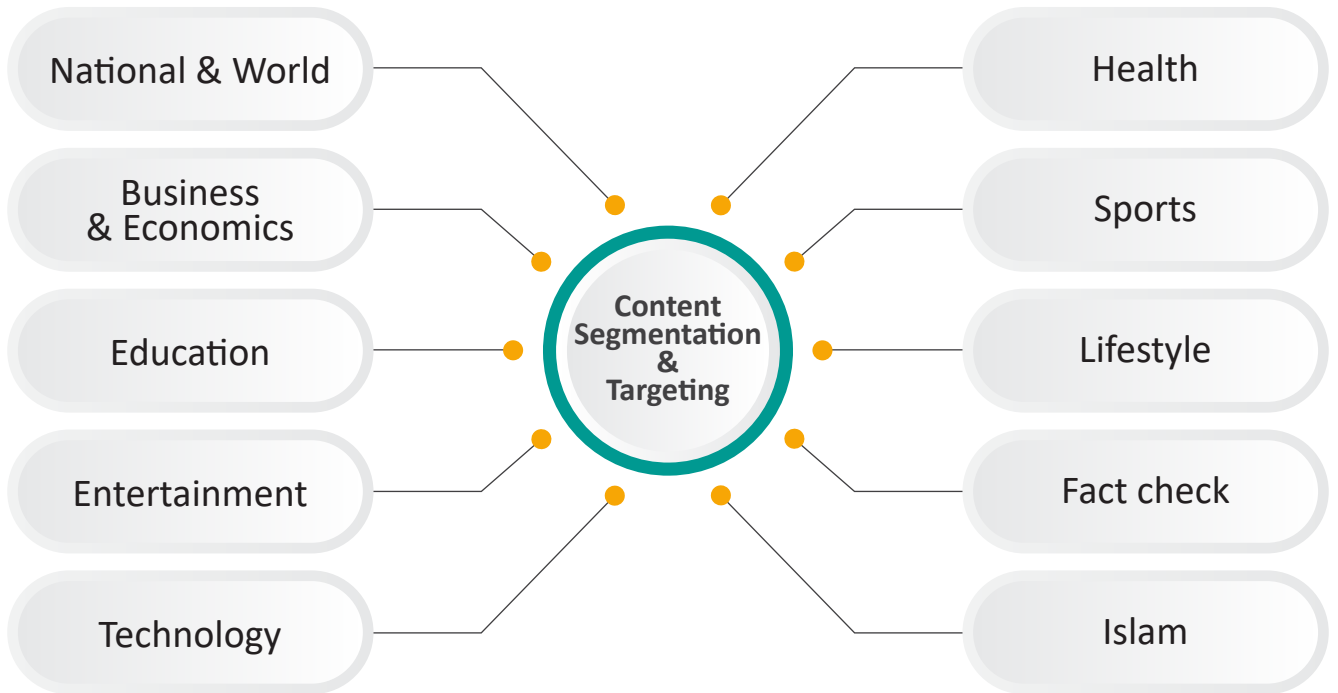 National & World
Business
& Economics
Education
Entertainment
Technology
Content
Segmentation
&
Targeting
Health
Sports
Lifestyle
Fact check
Islam